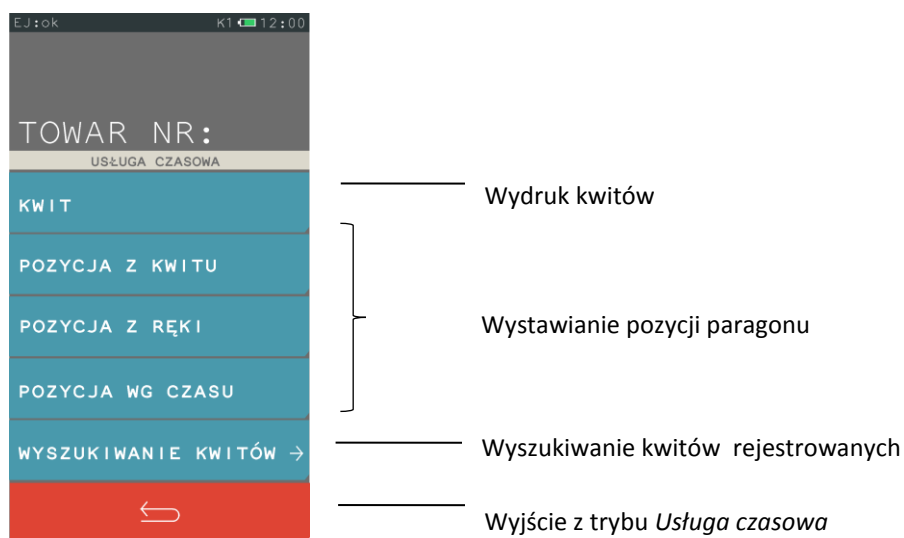 EJ:ok K1 12:00
TOWAR NR:
USŁUGA CZASOWA
KWIT
Wydruk kwitów
POZYCJA Z KWITU
POZYCJA Z RĘKI
Wystawianie pozycji paragonu
POZYCJA WG CZASU
WYSZUKIWANIE KWITÓW →
Wyszukiwanie kwitów rejestrowanych
Wyjście z trybu Usługa czasowa